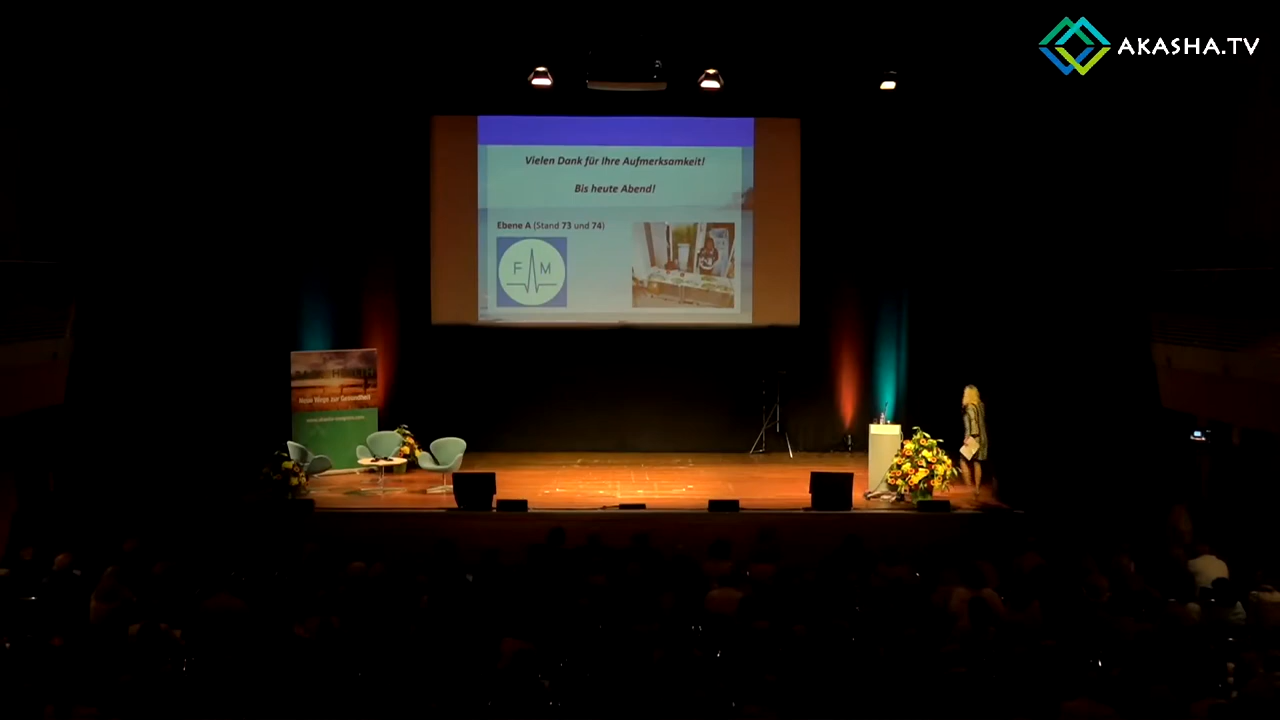 AKASHA.TV
Vielen Dank für Ihre Aufmerksamkeit!
Bis heute Abend!
Ebene A (Stand 73 und 74)
F M
Neue Wege zur Gesundheit